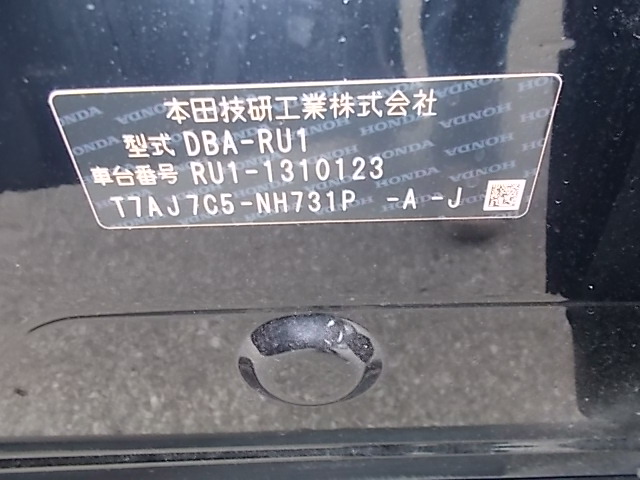 本田技研工業株式会社
型式 DBA-RU1
車台番号 RU1-1310123
T7AJ7C5-NH731P -A-J